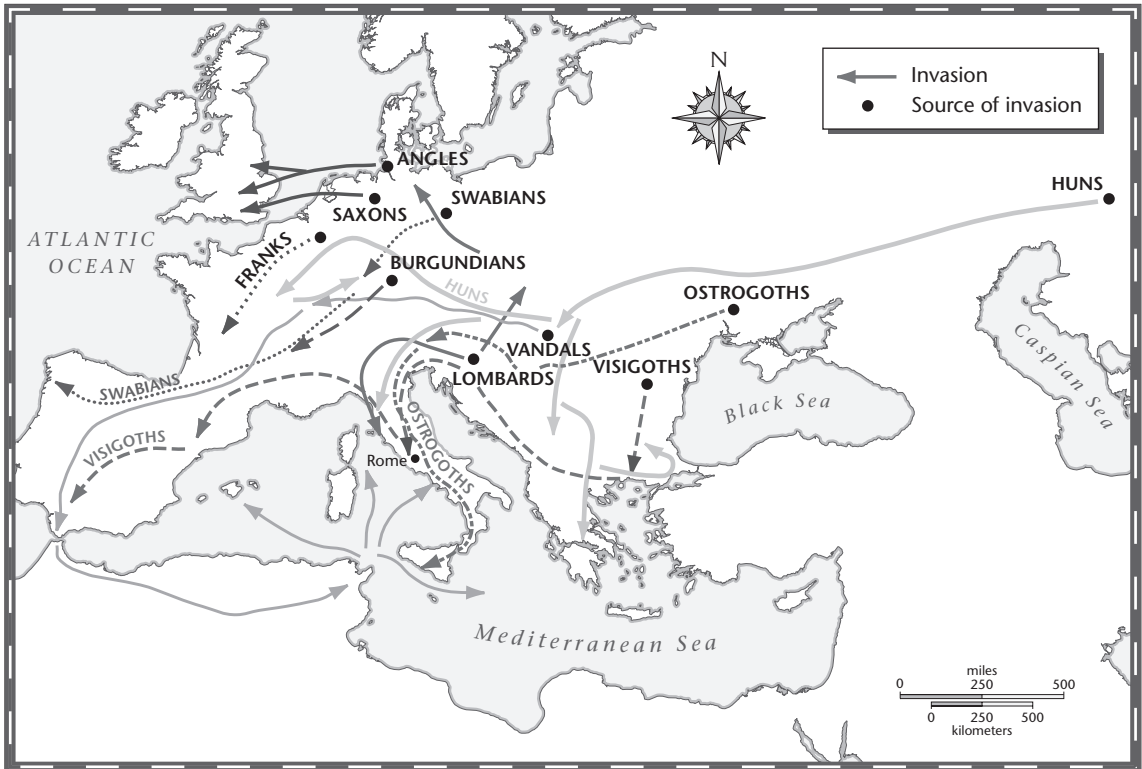 N
Invasion
Source of invasion
ANGLES
HUNS
SWABIANS
SAXONS
ATLANTIC
OCEAN
FRANKS
BURGUNDIANS
HUNS
OSTROGOTHS
VANDALS
VISIGOTHS
LOMBARDS
Caspian Sea
SWABIANS
Black Sea
OSTROGOTHS
VISIGOTHS
Rome
Mediterranean Sea
miles
0 250 500
0 250 500
kilometers